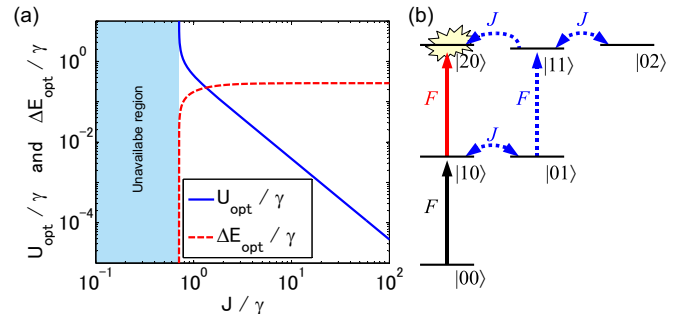 (a)
U_opt / γ and ΔE_opt / γ
10^0
10^-2
10^-4
Unavailabe region
U_opt / γ
ΔE_opt / γ
10^-1
10^0
10^1
10^2
J / γ
(b)
J
J
|20⟩
|11⟩
|02⟩
F
J
F
|10⟩
|01⟩
F
|00⟩